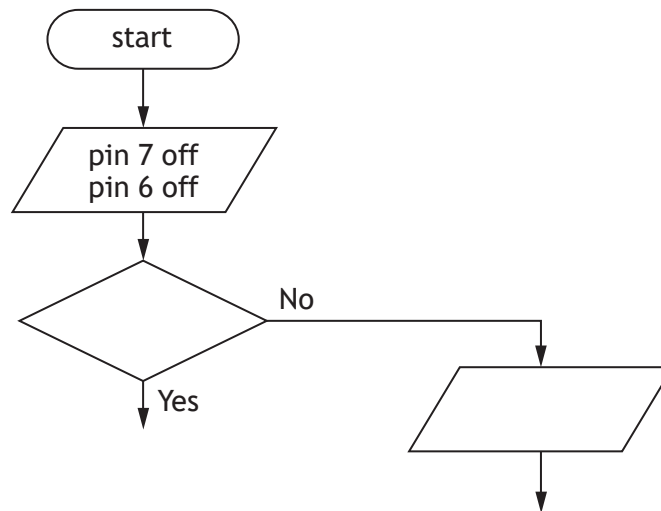 start
pin 7 off
pin 6 off
No
Yes